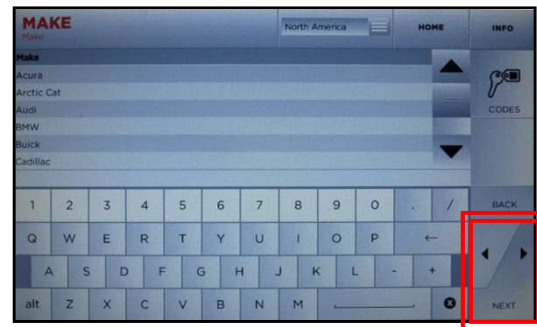 MAKE
Make
North America
HOME
INFO
Make
Acura
Arctic Cat
Audi
BMW
Buick
Cadillac
CODES
1 2 3 4 5 6 7 8 9 0 . /
BACK
Q W E R T Y U I O P ←
A S D F G H J K L - +
alt Z X C V B N M
NEXT